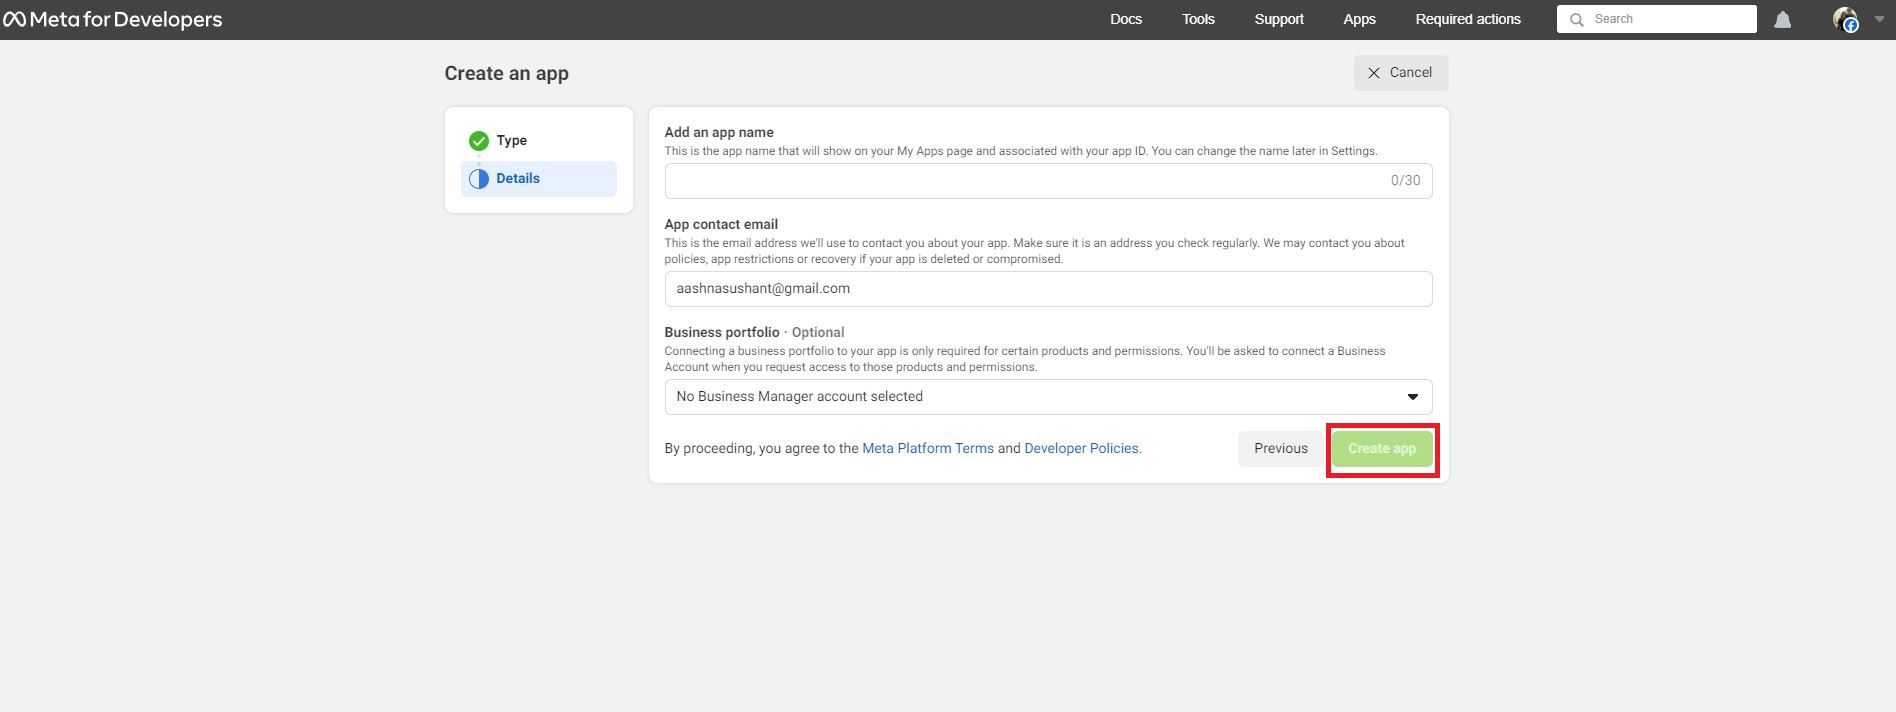 Meta for Developers
Docs Tools Support Apps Required actions Search
Create an app
Cancel
Type
Details
Add an app name
This is the app name that will show on your My Apps page and associated with your app ID. You can change the name later in Settings.
0/30
App contact email
This is the email address we'll use to contact you about your app. Make sure it is an address you check regularly. We may contact you about
policies, app restrictions or recovery if your app is deleted or compromised.
aashnasushant@gmail.com
Business portfolio · Optional
Connecting a business portfolio to your app is only required for certain products and permissions. You'll be asked to connect a Business
Account when you request access to those products and permissions.
No Business Manager account selected
By proceeding, you agree to the Meta Platform Terms and Developer Policies.
Previous
Create app